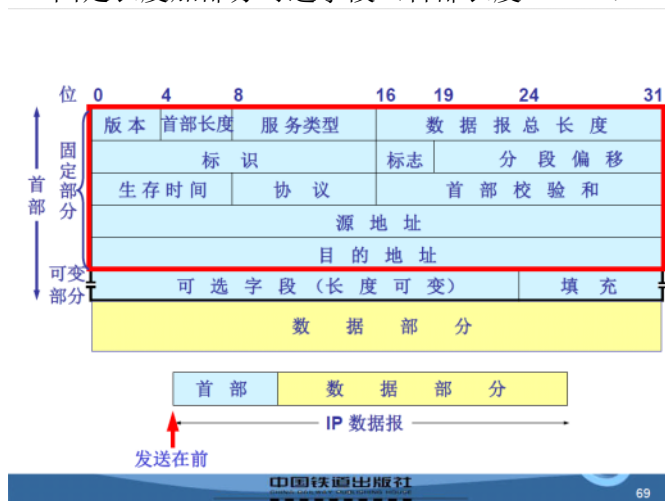 位 0 4 8 16 19 24 31
版本 首部长度 服务类型 数据报总长度
标识 标志 分段偏移
生存时间 协议 首部校验和
源地址
目的地址
可选字段（长度可变） 填充
数据部分
首部
固定部分
可变部分
首部 数据部分
IP 数据报
发送在前
中国铁道出版社
69